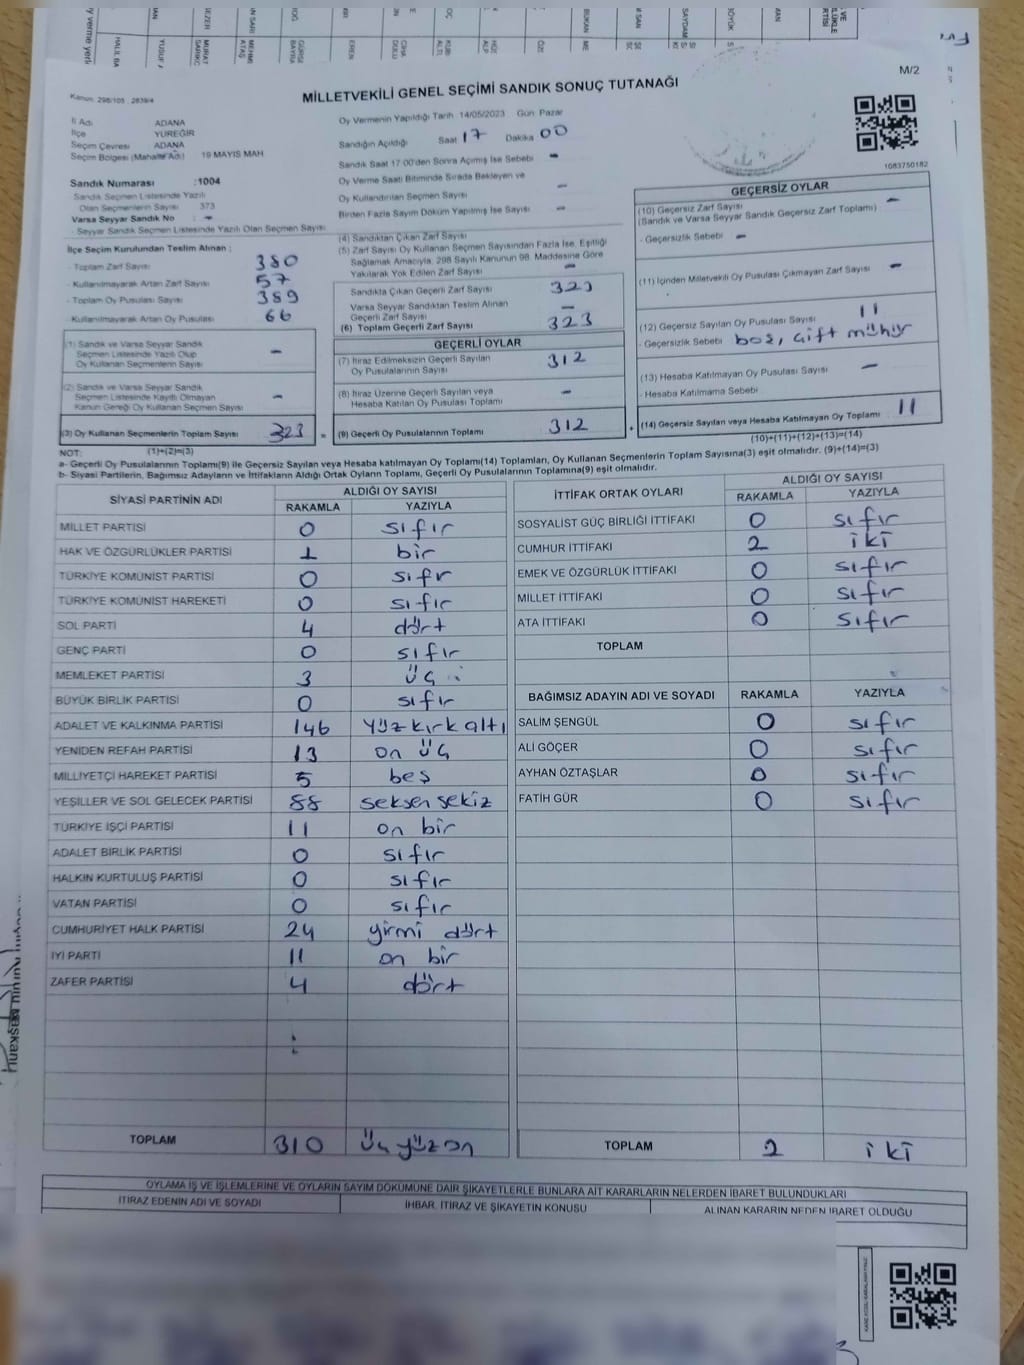 M/2
Kanun: 298/105 , 2839/4
MİLLETVEKİLİ GENEL SEÇİMİ SANDIK SONUÇ TUTANAĞI
İl Adı ADANA
İlçe YÜREĞİR
Seçim Çevresi ADANA
Seçim Bölgesi (Mahalle Adı) 19 MAYIS MAH
Oy Vermenin Yapıldığı Tarih 14/05/2023 Gün: Pazar
Sandığın Açıldığı Saat 17 Dakika 00
Sandık Saat 17:00'den Sonra Açılmış İse Sebebi -
Oy Verme Saati Bitiminde Sırada Bekleyen ve
Oy Kullandırılan Seçmen Sayısı -
Birden Fazla Sayım Döküm Yapılmış İse Sayısı -
1083750182
Sandık Numarası :1004
Sandık Seçmen Listesinde Yazılı
Olan Seçmenlerin Sayısı 373
Varsa Seyyar Sandık No : -
- Seyyar Sandık Seçmen Listesinde Yazılı Olan Seçmen Sayısı
İlçe Seçim Kurulundan Teslim Alınan :
- Toplam Zarf Sayısı 380
- Kullanılmayarak Artan Zarf Sayısı 57
- Toplam Oy Pusulası Sayısı 389
- Kullanılmayarak Artan Oy Pusulası 66
(1) Sandık ve Varsa Seyyar Sandık
Seçmen Listesinde Yazılı Olup
Oy Kullanan Seçmenlerin Sayısı -
(2) Sandık ve Varsa Seyyar Sandık
Seçmen Listesinde Kayıtlı Olmayan
Kanun Gereği Oy Kullanan Seçmen Sayısı -
(3) Oy Kullanan Seçmenlerin Toplam Sayısı 323
(1)+(2)=(3)
(4) Sandıktan Çıkan Zarf Sayısı
(5) Zarf Sayısı Oy Kullanan Seçmen Sayısından Fazla İse, Eşitliği
Sağlamak Amacıyla, 298 Sayılı Kanunun 98. Maddesine Göre
Yakılarak Yok Edilen Zarf Sayısı -
Sandıkta Çıkan Geçerli Zarf Sayısı 323
Varsa Seyyar Sandıktan Teslim Alınan
Geçerli Zarf Sayısı -
(6) Toplam Geçerli Zarf Sayısı 323
GEÇERLİ OYLAR
(7) İtiraz Edilmeksizin Geçerli Sayılan
Oy Pusulalarının Sayısı 312
(8) İtiraz Üzerine Geçerli Sayılan veya
Hesaba Katılan Oy Pusulası Toplamı -
(9) Geçerli Oy Pusulalarının Toplamı 312
GEÇERSİZ OYLAR
(10) Geçersiz Zarf Sayısı -
(Sandık ve Varsa Seyyar Sandık Geçersiz Zarf Toplamı)
- Geçersizlik Sebebi -
(11) İçinden Milletvekili Oy Pusulası Çıkmayan Zarf Sayısı -
(12) Geçersiz Sayılan Oy Pusulası Sayısı 11
- Geçersizlik Sebebi boş, çift mühür
(13) Hesaba Katılmayan Oy Pusulası Sayısı -
- Hesaba Katılmama Sebebi
(14) Geçersiz Sayılan veya Hesaba Katılmayan Oy Toplamı 11
(10)+(11)+(12)+(13)=(14)
NOT:
a- Geçerli Oy Pusulalarının Toplamı(9) ile Geçersiz Sayılan veya Hesaba katılmayan Oy Toplamı(14) Toplamları, Oy Kullanan Seçmenlerin Toplam Sayısına(3) eşit olmalıdır. (9)+(14)=(3)
b- Siyasi Partilerin, Bağımsız Adayların ve İttifakların Aldığı Ortak Oyların Toplamı, Geçerli Oy Pusulalarının Toplamına(9) eşit olmalıdır.
SİYASİ PARTİNİN ADI ALDIĞI OY SAYISI
RAKAMLA YAZIYLA
MİLLET PARTİSİ 0 sıfır
HAK VE ÖZGÜRLÜKLER PARTİSİ 1 bir
TÜRKİYE KOMÜNİST PARTİSİ 0 sıfır
TÜRKİYE KOMÜNİST HAREKETİ 0 sıfır
SOL PARTİ 4 dört
GENÇ PARTİ 0 sıfır
MEMLEKET PARTİSİ 3 üç
BÜYÜK BİRLİK PARTİSİ 0 sıfır
ADALET VE KALKINMA PARTİSİ 146 yüz kırk altı
YENİDEN REFAH PARTİSİ 13 on üç
MİLLİYETÇİ HAREKET PARTİSİ 5 beş
YEŞİLLER VE SOL GELECEK PARTİSİ 88 seksen sekiz
TÜRKİYE İŞÇİ PARTİSİ 11 on bir
ADALET BİRLİK PARTİSİ 0 sıfır
HALKIN KURTULUŞ PARTİSİ 0 sıfır
VATAN PARTİSİ 0 sıfır
CUMHURİYET HALK PARTİSİ 24 yirmi dört
İYİ PARTİ 11 on bir
ZAFER PARTİSİ 4 dört
TOPLAM 310 üç yüz on
İTTİFAK ORTAK OYLARI ALDIĞI OY SAYISI
RAKAMLA YAZIYLA
SOSYALİST GÜÇ BİRLİĞİ İTTİFAKI 0 sıfır
CUMHUR İTTİFAKI 2 iki
EMEK VE ÖZGÜRLÜK İTTİFAKI 0 sıfır
MİLLET İTTİFAKI 0 sıfır
ATA İTTİFAKI 0 sıfır
TOPLAM
BAĞIMSIZ ADAYIN ADI VE SOYADI RAKAMLA YAZIYLA
SALİM ŞENGÜL 0 sıfır
ALİ GÖÇER 0 sıfır
AYHAN ÖZTAŞLAR 0 sıfır
FATİH GÜR 0 sıfır
TOPLAM 2 iki
OYLAMA İŞ VE İŞLEMLERİNE VE OYLARIN SAYIM DÖKÜMÜNE DAİR ŞİKAYETLERLE BUNLARA AİT KARARLARIN NELERDEN İBARET BULUNDUKLARI
İTİRAZ EDENİN ADI VE SOYADI İHBAR, İTİRAZ VE ŞİKAYETİN KONUSU ALINAN KARARIN NEDEN İBARET OLDUĞU